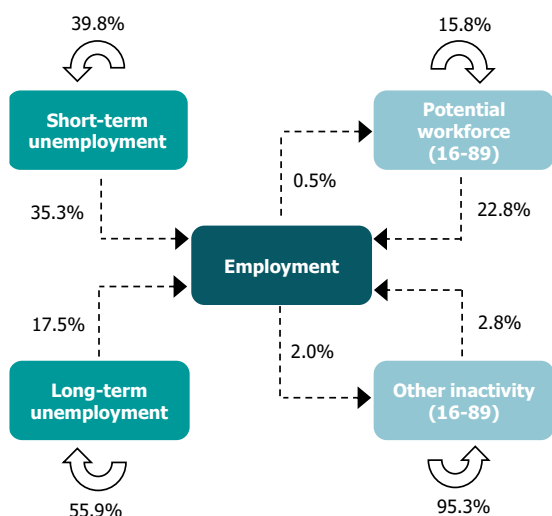 39.8%
15.8%
Short-term
unemployment
Potential
workforce
(16-89)
0.5%
35.3%
22.8%
Employment
17.5%
2.0%
2.8%
Long-term
unemployment
Other inactivity
(16-89)
55.9%
95.3%